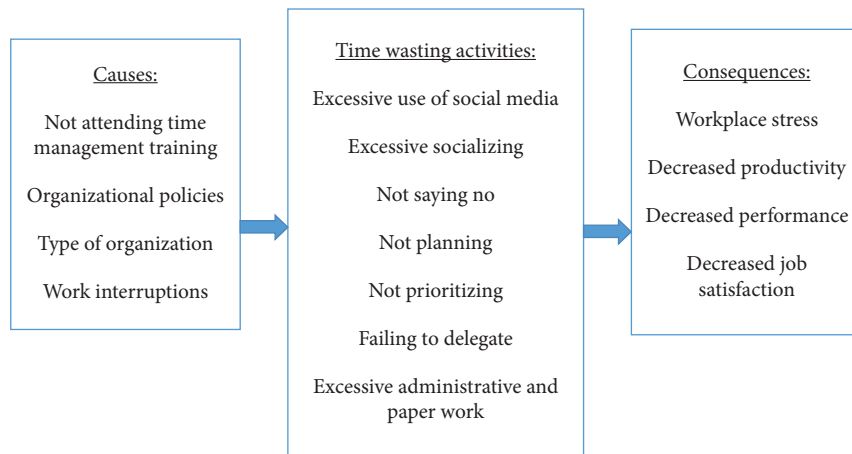 Causes:
Not attending time
management training
Organizational policies
Type of organization
Work interruptions
Time wasting activities:
Excessive use of social media
Excessive socializing
Not saying no
Not planning
Not prioritizing
Failing to delegate
Excessive administrative and
paper work
Consequences:
Workplace stress
Decreased productivity
Decreased performance
Decreased job
satisfaction